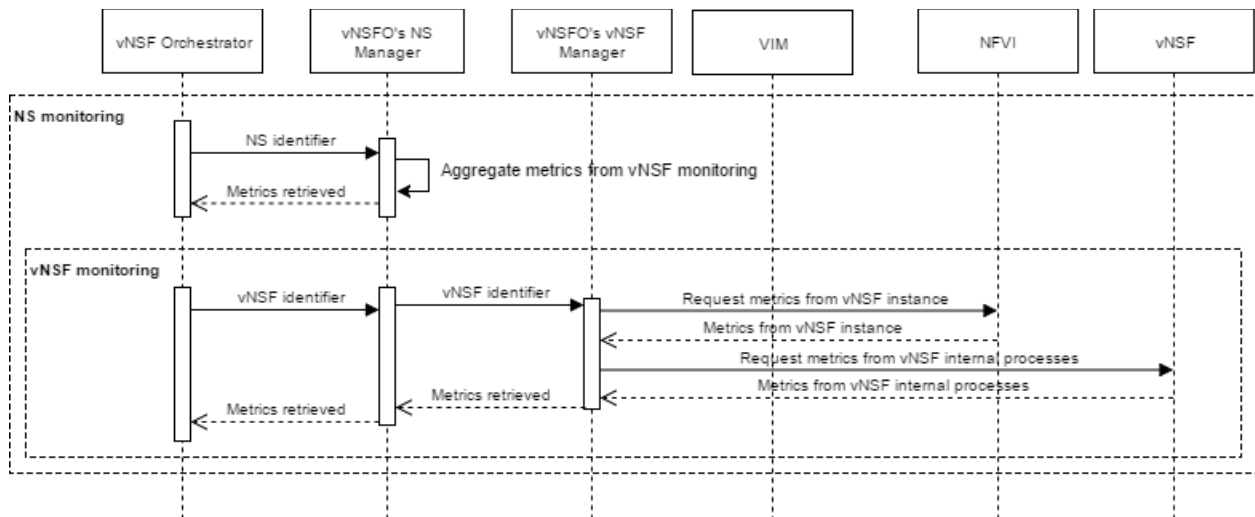 vNSF Orchestrator
vNSFO's NS
Manager
vNSFO's vNSF
Manager
VIM
NFVI
vNSF
NS monitoring
NS identifier
Aggregate metrics from vNSF monitoring
Metrics retrieved
vNSF monitoring
vNSF identifier
vNSF identifier
Request metrics from vNSF instance
Metrics from vNSF instance
Request metrics from vNSF internal processes
Metrics from vNSF internal processes
Metrics retrieved
Metrics retrieved